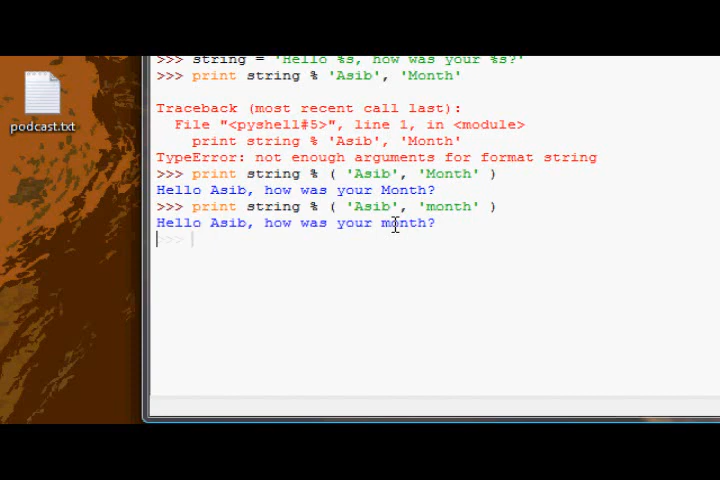 >>> string = 'Hello %s, how was your %s?'
>>> print string % 'Asib', 'Month'
Traceback (most recent call last):
File "<pyshell#5>", line 1, in <module>
print string % 'Asib', 'Month'
TypeError: not enough arguments for format string
>>> print string % ( 'Asib', 'Month' )
Hello Asib, how was your Month?
>>> print string % ( 'Asib', 'month' )
Hello Asib, how was your month?
>>>
podcast.txt